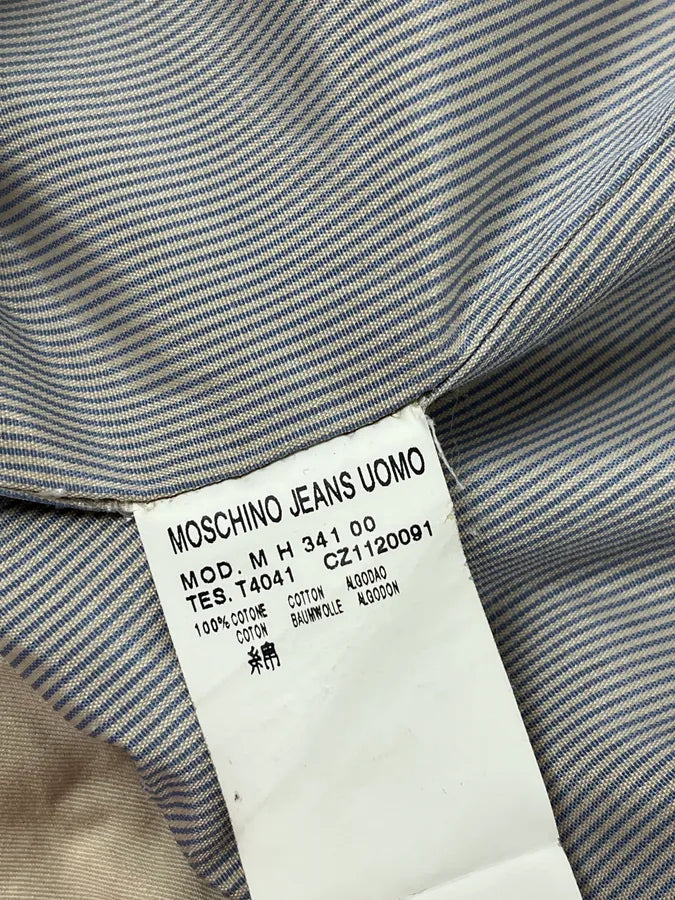 MOSCHINO JEANS UOMO
MOD. M H 341 00
TES. T4041 CZ1120091
100% COTONE COTTON ALGODAO
COTON BAUMWOLLE ALGODON
綿